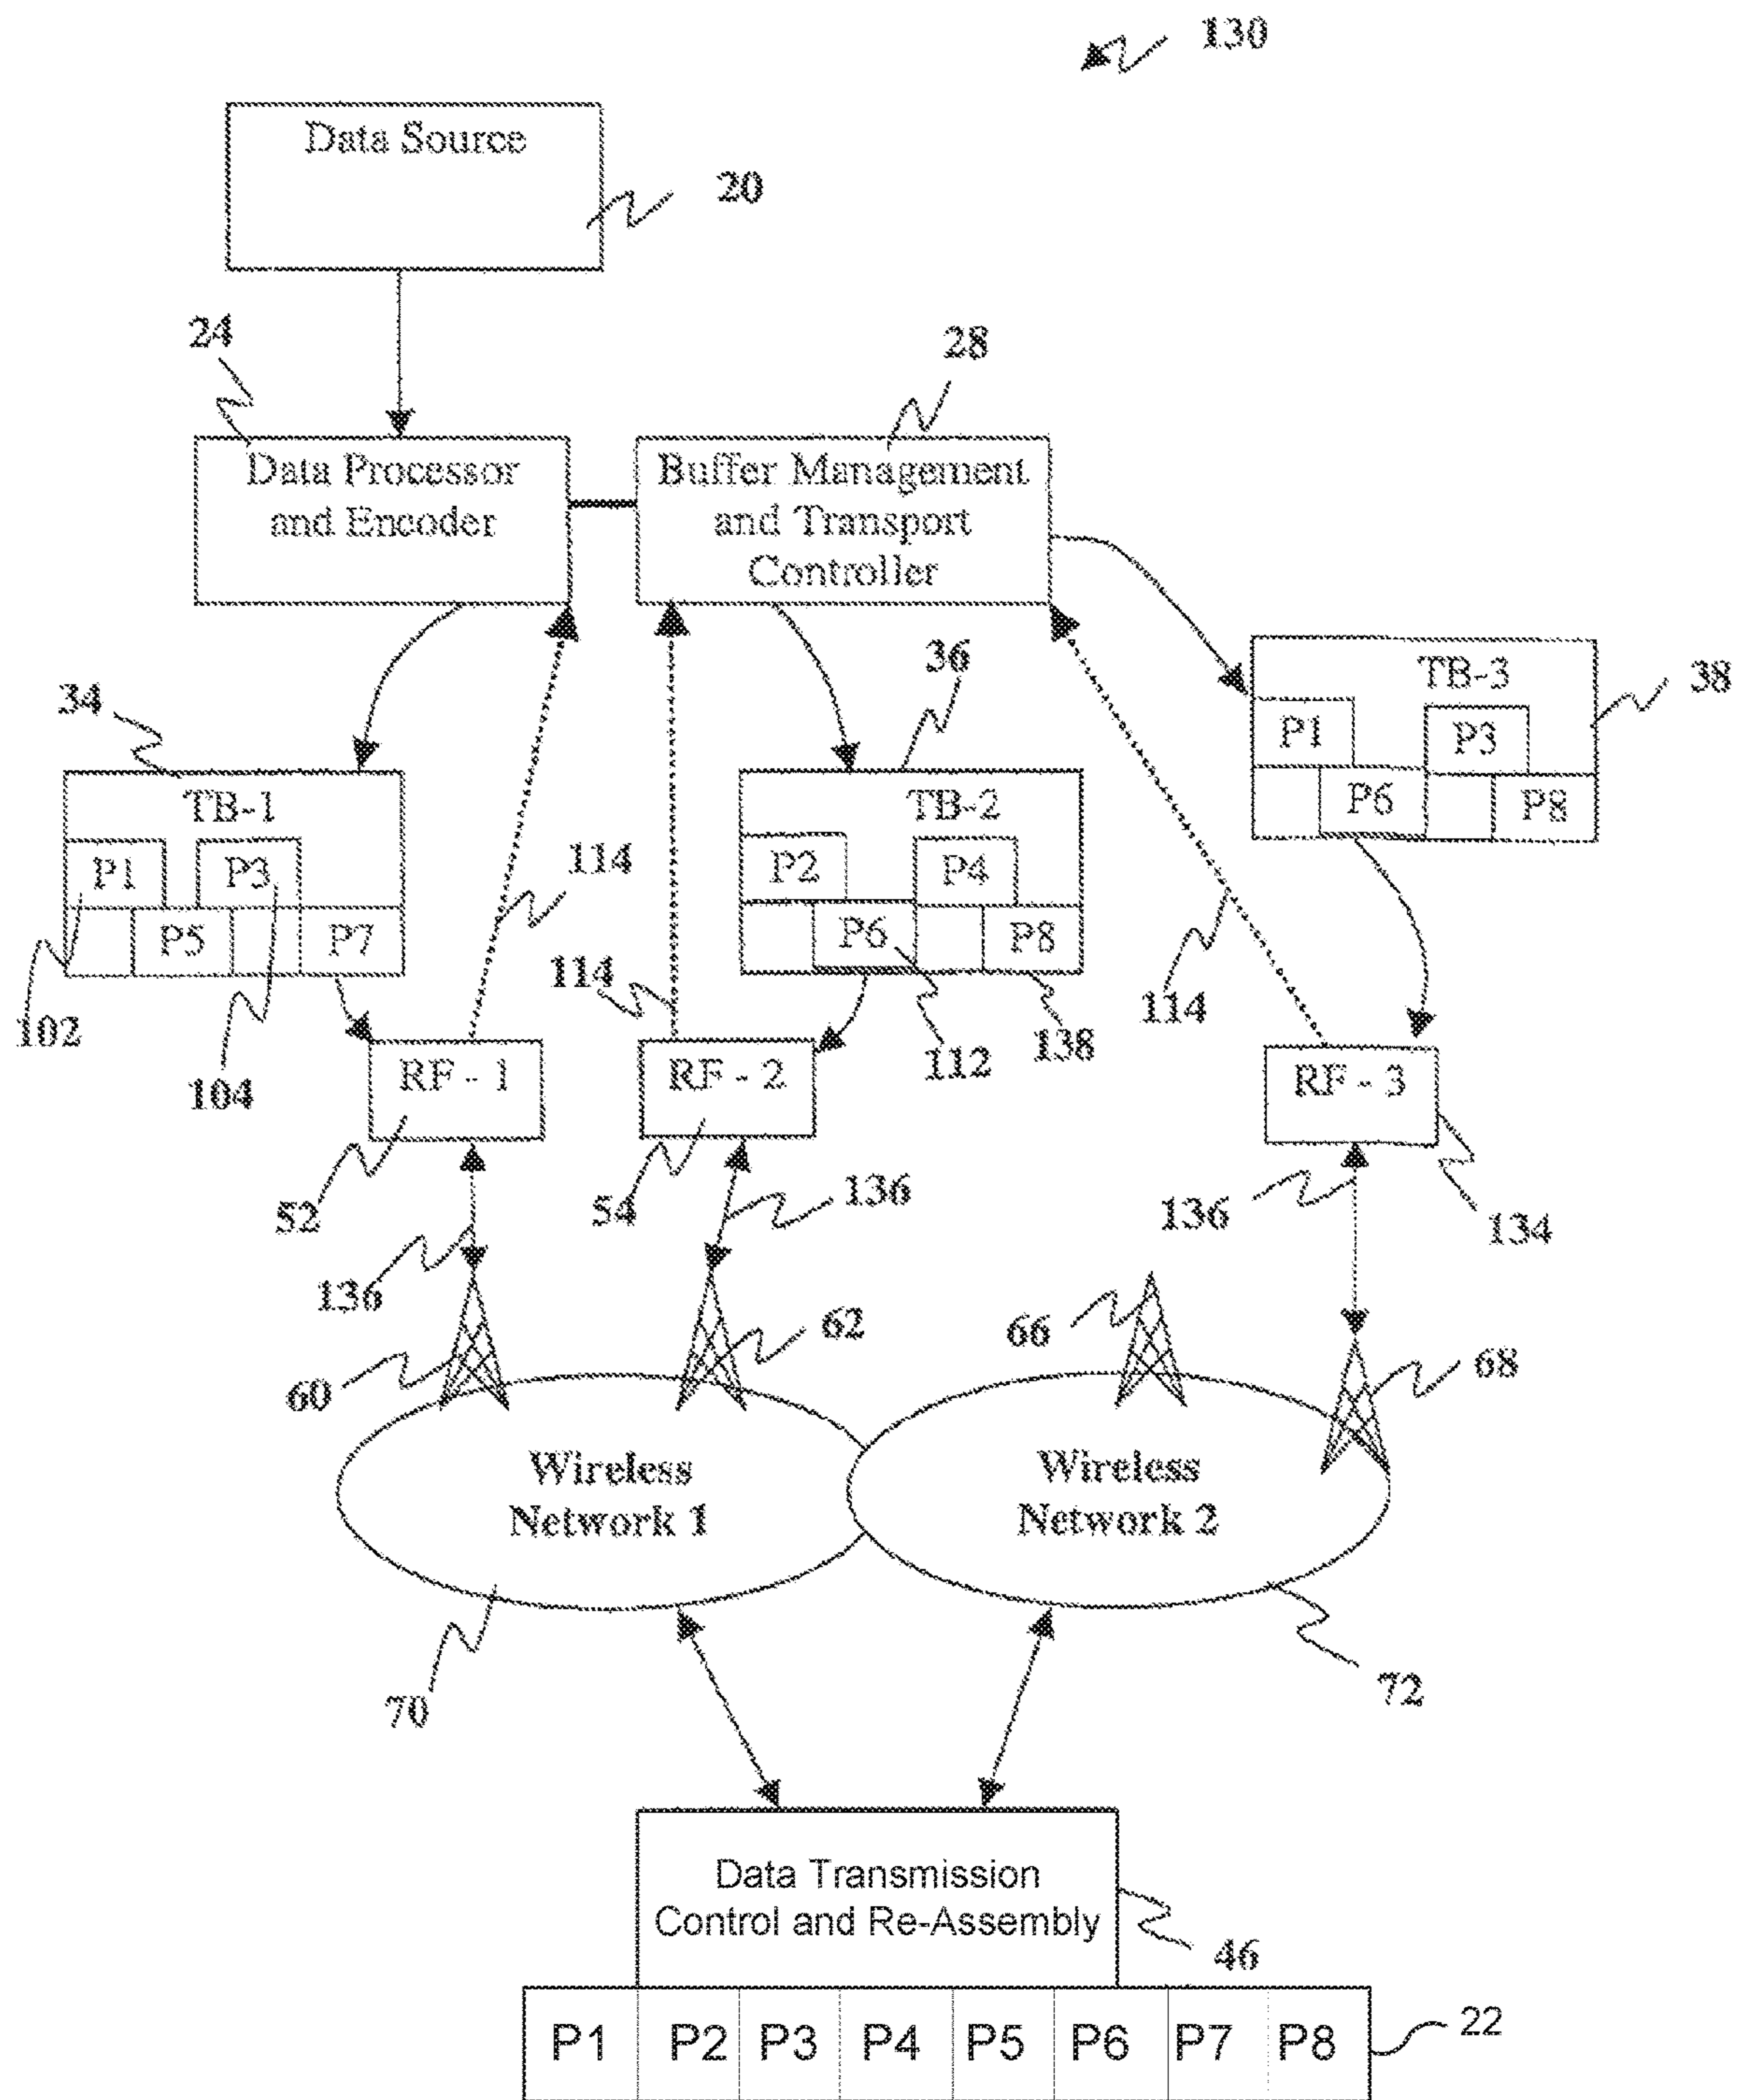 130
Data Source
20
24
28
Data Processor
and Encoder
Buffer Management
and Transport
Controller
36
TB-3
38
P1
P3
P6
P8
34
TB-1
P1
P3
P5
P7
TB-2
P2
P4
P6
P8
114
114
114
102
104
112
138
RF - 1
RF - 2
RF - 3
52
54
136
136
134
136
60
62
66
68
Wireless
Network 1
Wireless
Network 2
70
72
Data Transmission
Control and Re-Assembly
46
P1 P2 P3 P4 P5 P6 P7 P8
22